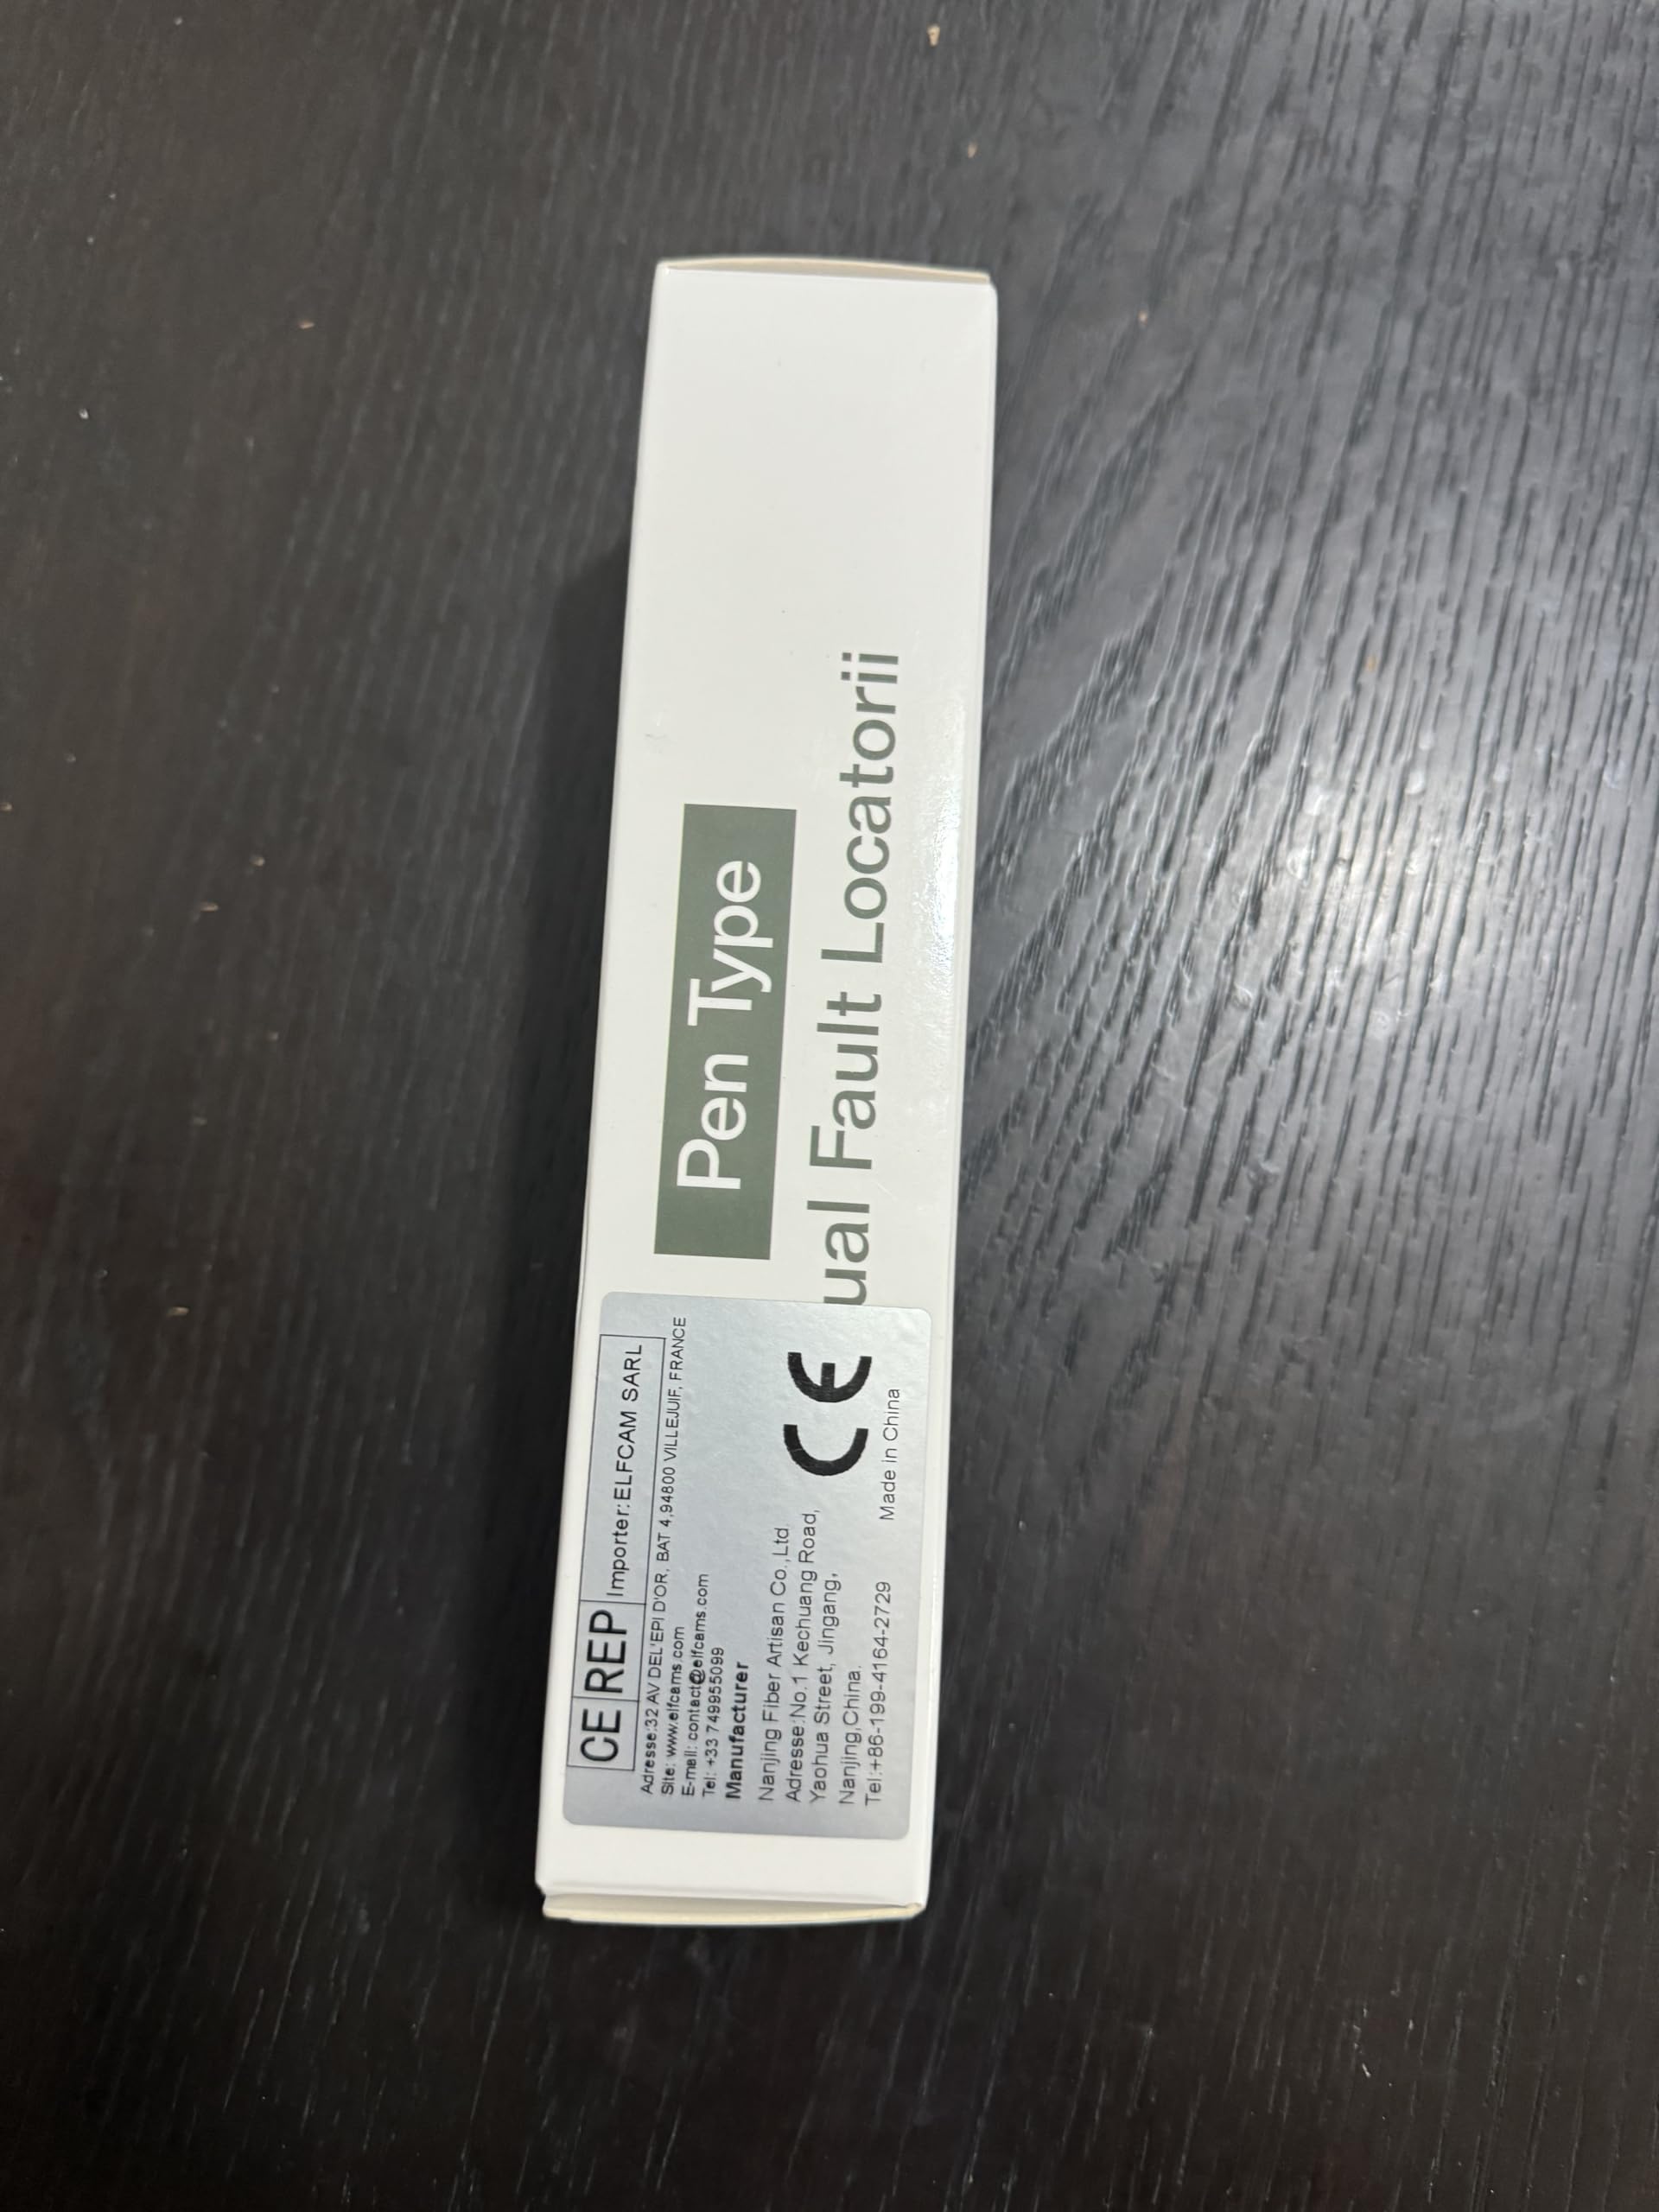 Pen Type
ual Fault Locatorii
CE REP Importer:ELFCAM SARL
Adresse:32 AV DEL'EPI D'OR, BAT 4,94800 VILLEJUIF, FRANCE
Site: www.elfcams.com
E-mail: contact@elfcams.com
Tel: +33 749955099
Manufacturer
Nanjing Fiber Artisan Co.,Ltd.
Adresse:No.1 Kechuang Road,
Yaohua Street, Jingang,
Nanjing,China.
Tel:+86-199-4164-2729
CE
Made in China